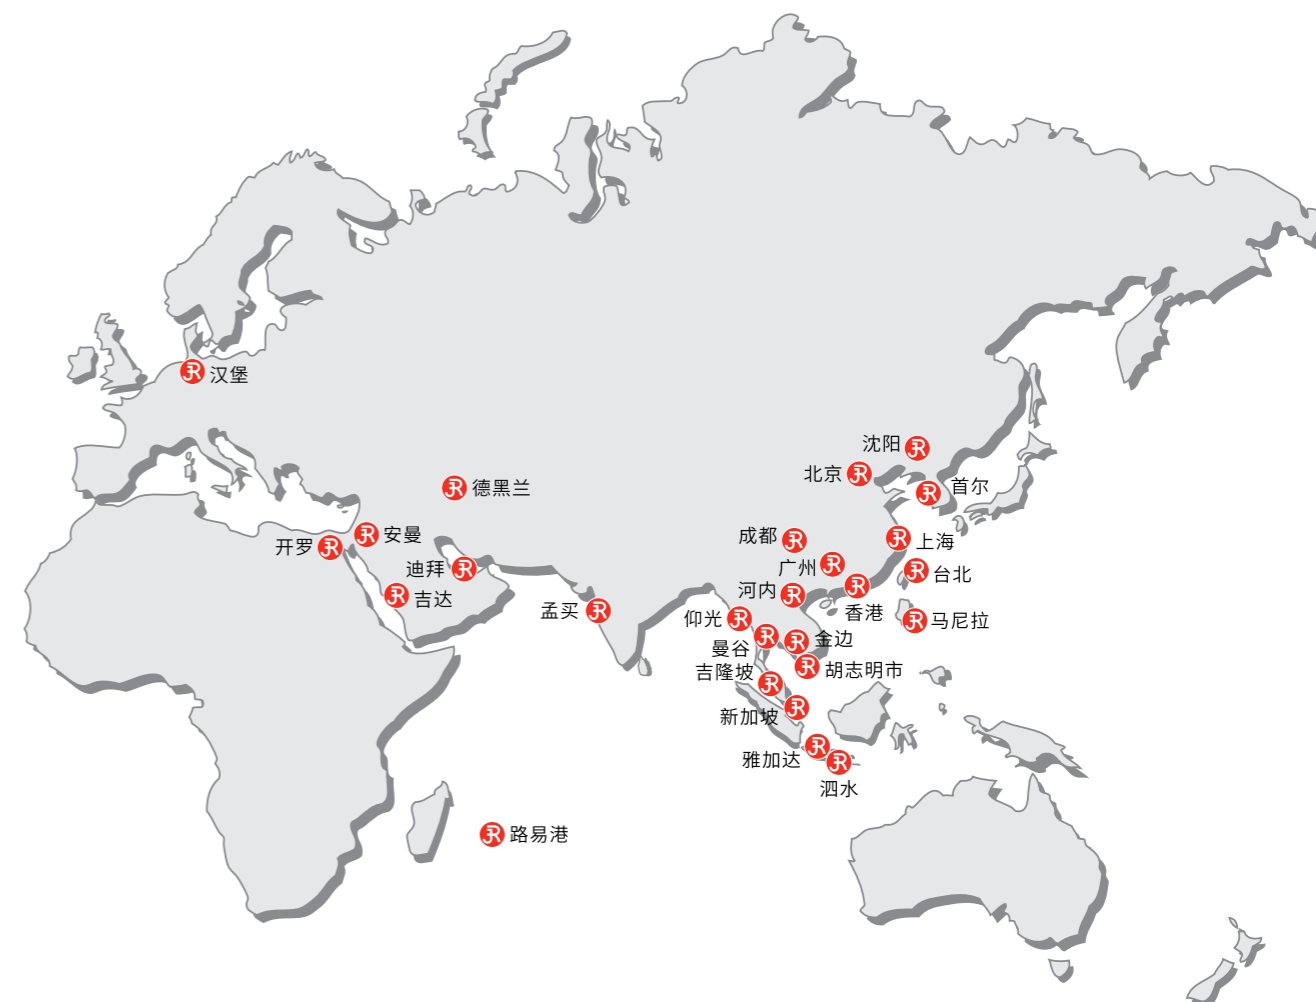 汉堡
沈阳
北京
德黑兰
首尔
安曼
成都
上海
开罗
广州
迪拜
台北
河内
吉达
香港
孟买
仰光
马尼拉
金边
曼谷
吉隆坡
胡志明市
新加坡
雅加达
泗水
路易港